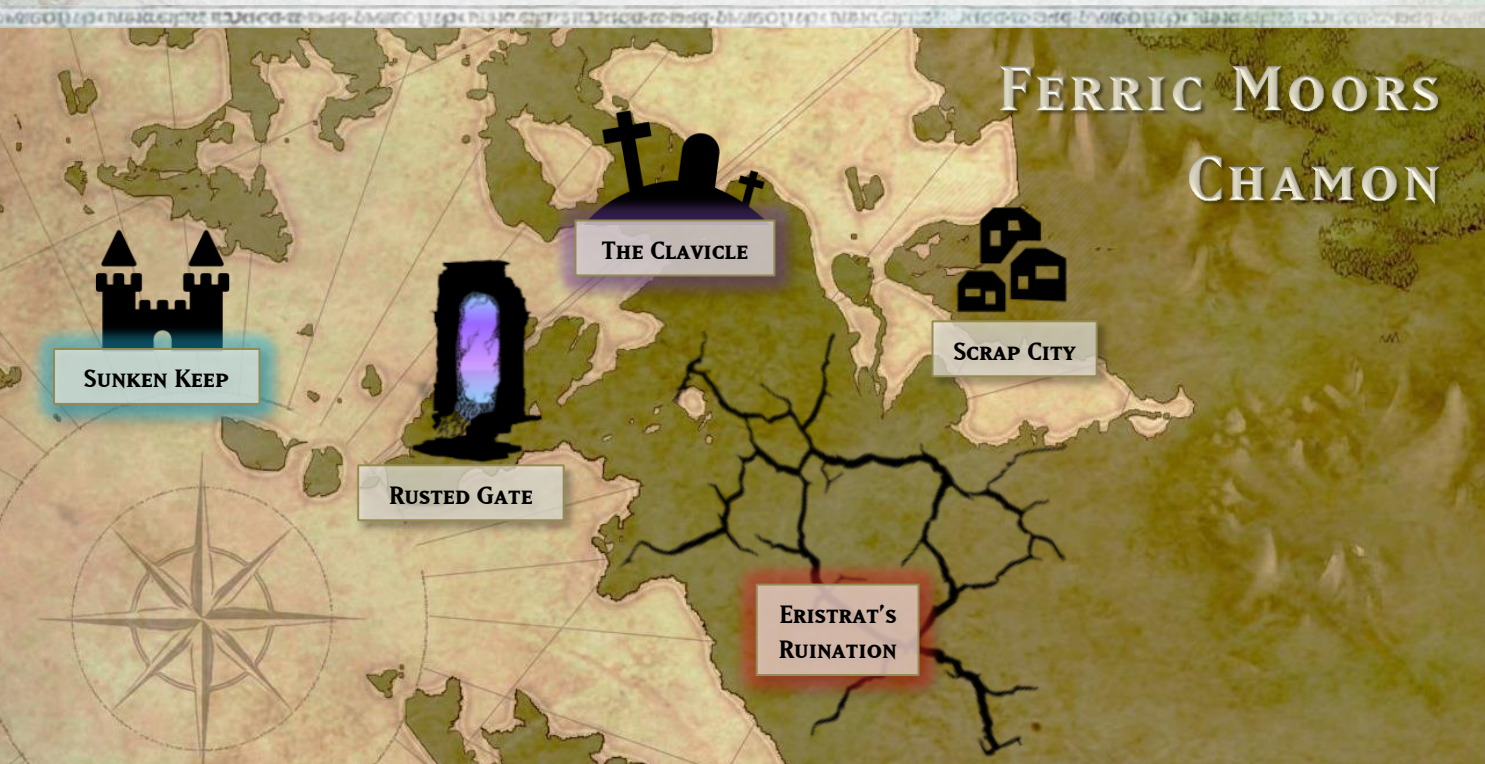 Ferric Moors
Chamon
The Clavicle
Scrap City
Sunken Keep
Rusted Gate
Eristrat's
Ruination